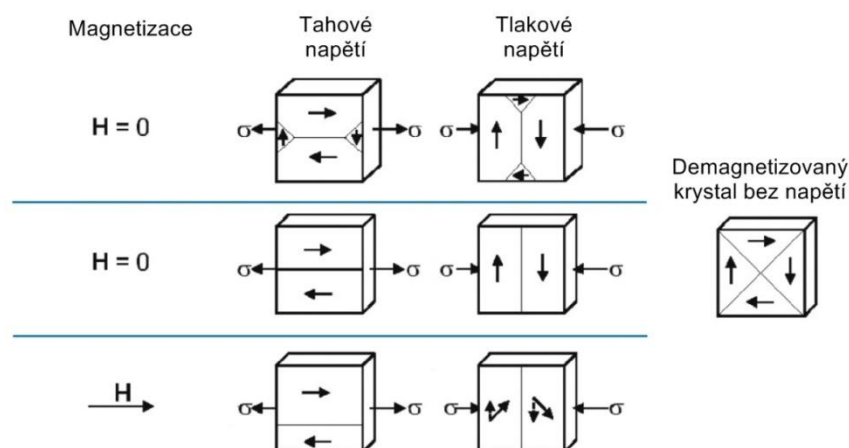 Magnetizace
Tahové
napětí
Tlakové
napětí
H = 0
σ σ σ σ
Demagnetizovaný
krystal bez napětí
H = 0
σ σ σ σ
H
σ σ σ σ